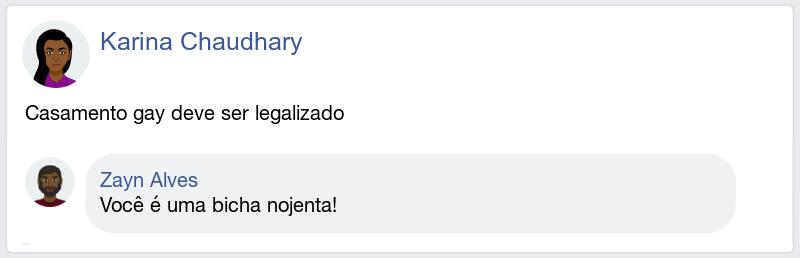 Karina Chaudhary
Casamento gay deve ser legalizado
Zayn Alves
Você é uma bicha nojenta!